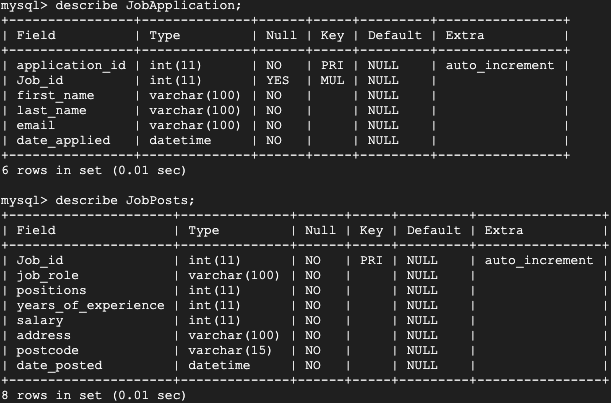 mysql> describe JobApplication;
+----------------+--------------+------+-----+---------+----------------+
| Field | Type | Null | Key | Default | Extra |
+----------------+--------------+------+-----+---------+----------------+
| application_id | int(11) | NO | PRI | NULL | auto_increment |
| Job_id | int(11) | YES | MUL | NULL | |
| first_name | varchar(100) | NO | | NULL | |
| last_name | varchar(100) | NO | | NULL | |
| email | varchar(100) | NO | | NULL | |
| date_applied | datetime | NO | | NULL | |
+----------------+--------------+------+-----+---------+----------------+
6 rows in set (0.01 sec)
mysql> describe JobPosts;
+---------------------+--------------+------+-----+---------+----------------+
| Field | Type | Null | Key | Default | Extra |
+---------------------+--------------+------+-----+---------+----------------+
| Job_id | int(11) | NO | PRI | NULL | auto_increment |
| job_role | varchar(100) | NO | | NULL | |
| positions | int(11) | NO | | NULL | |
| years_of_experience | int(11) | NO | | NULL | |
| salary | int(11) | NO | | NULL | |
| address | varchar(100) | NO | | NULL | |
| postcode | varchar(15) | NO | | NULL | |
| date_posted | datetime | NO | | NULL | |
+---------------------+--------------+------+-----+---------+----------------+
8 rows in set (0.01 sec)